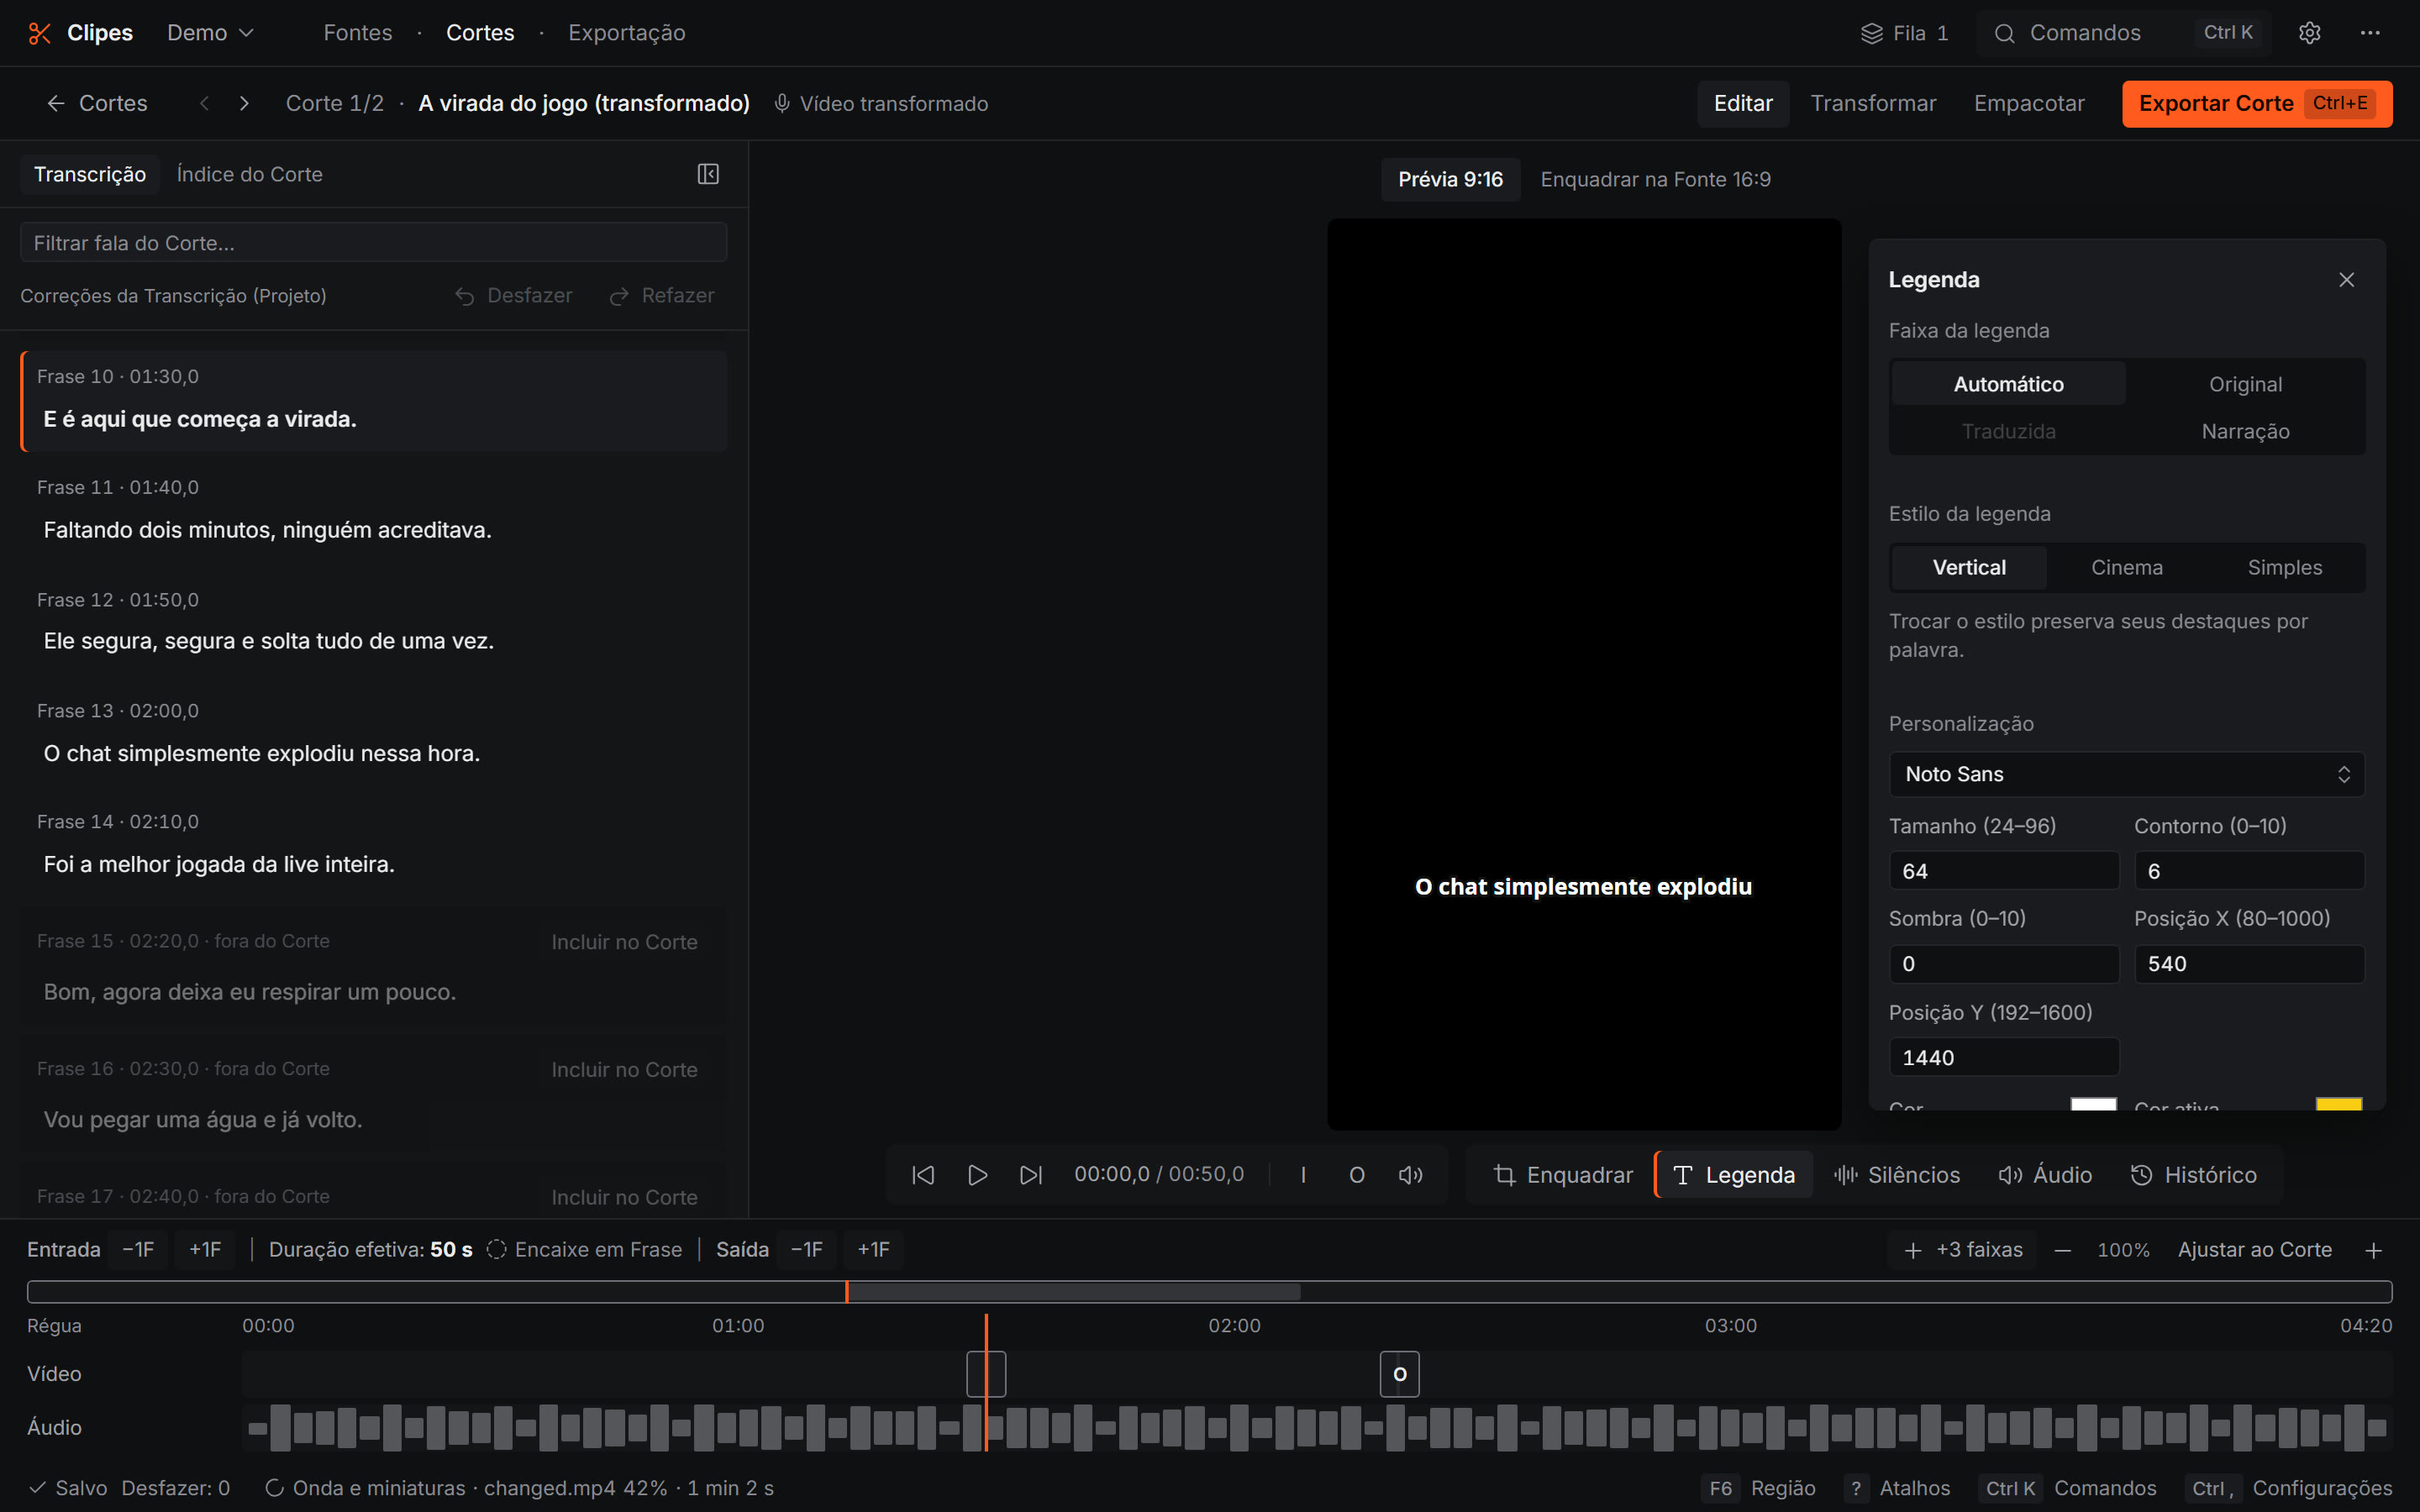 Clipes Demo Fontes · Cortes · Exportação Fila 1 Comandos Ctrl K
Cortes Corte 1/2 · A virada do jogo (transformado) Vídeo transformado Editar Transformar Empacotar Exportar Corte Ctrl+E
Transcrição Índice do Corte
Filtrar fala do Corte...
Correções da Transcrição (Projeto) Desfazer Refazer
Frase 10 · 01:30,0
E é aqui que começa a virada.
Frase 11 · 01:40,0
Faltando dois minutos, ninguém acreditava.
Frase 12 · 01:50,0
Ele segura, segura e solta tudo de uma vez.
Frase 13 · 02:00,0
O chat simplesmente explodiu nessa hora.
Frase 14 · 02:10,0
Foi a melhor jogada da live inteira.
Frase 15 · 02:20,0 · fora do Corte Incluir no Corte
Bom, agora deixa eu respirar um pouco.
Frase 16 · 02:30,0 · fora do Corte Incluir no Corte
Vou pegar uma água e já volto.
Frase 17 · 02:40,0 · fora do Corte Incluir no Corte
Prévia 9:16 Enquadrar na Fonte 16:9
O chat simplesmente explodiu
Legenda
Faixa da legenda
Automático Original
Traduzida Narração
Estilo da legenda
Vertical Cinema Simples
Trocar o estilo preserva seus destaques por
palavra.
Personalização
Noto Sans
Tamanho (24–96) Contorno (0–10)
64 6
Sombra (0–10) Posição X (80–1000)
0 540
Posição Y (192–1600)
1440
Cor Cor ativa
00:00,0 / 00:50,0 I O Enquadrar Legenda Silêncios Áudio Histórico
Entrada −1F +1F Duração efetiva: 50 s Encaixe em Frase Saída −1F +1F +3 faixas 100% Ajustar ao Corte
Régua 00:00 01:00 02:00 03:00 04:20
Vídeo O
Áudio
Salvo Desfazer: 0 Onda e miniaturas · changed.mp4 42% · 1 min 2 s F6 Região ? Atalhos Ctrl K Comandos Ctrl , Configurações